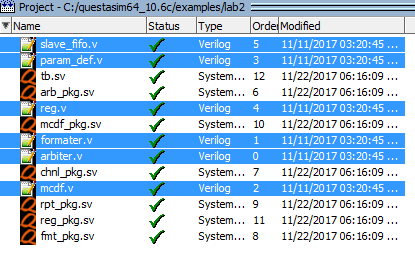 Project - C:/questasim64_10.6c/examples/lab2
Name Status Type Order Modified
slave_fifo.v Verilog 5 11/11/2017 03:20:45 ...
param_def.v Verilog 3 11/11/2017 03:20:45 ...
tb.sv System... 12 11/22/2017 06:16:09 ...
arb_pkg.sv System... 6 11/22/2017 06:16:09 ...
reg.v Verilog 4 11/11/2017 03:20:45 ...
mcdf_pkg.sv System... 10 11/22/2017 06:16:09 ...
formater.v Verilog 1 11/11/2017 03:20:45 ...
arbiter.v Verilog 0 11/11/2017 03:20:45 ...
chnl_pkg.sv System... 7 11/22/2017 06:16:09 ...
mcdf.v Verilog 2 11/11/2017 03:20:45 ...
rpt_pkg.sv System... 9 11/22/2017 06:16:09 ...
reg_pkg.sv System... 11 11/22/2017 06:16:09 ...
fmt_pkg.sv System... 8 11/22/2017 06:16:09 ...